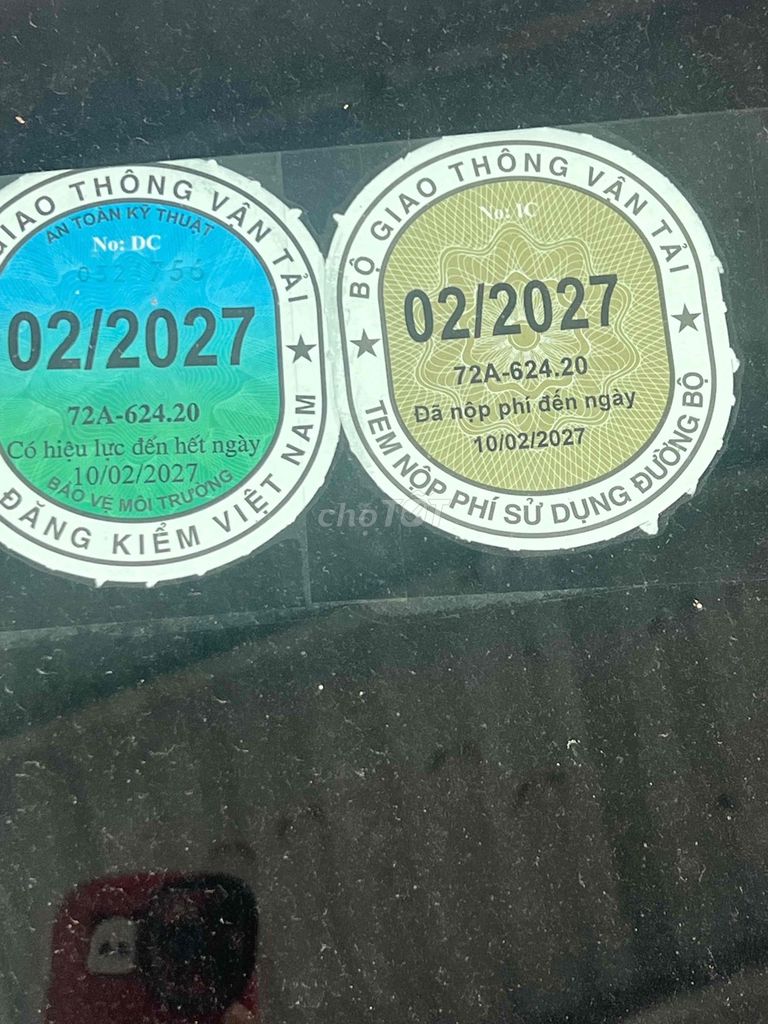 GIAO THÔNG VẬN TẢI
AN TOÀN KỸ THUẬT
No: DC
02/2027
72A-624.20
Có hiệu lực đến hết ngày
10/02/2027
BẢO VỆ MÔI TRƯỜNG
ĐĂNG KIỂM VIỆT NAM
BỘ GIAO THÔNG VẬN TẢI
No: IC
02/2027
72A-624.20
Đã nộp phí đến ngày
10/02/2027
TEM NỘP PHÍ SỬ DỤNG ĐƯỜNG BỘ
chợTỐT